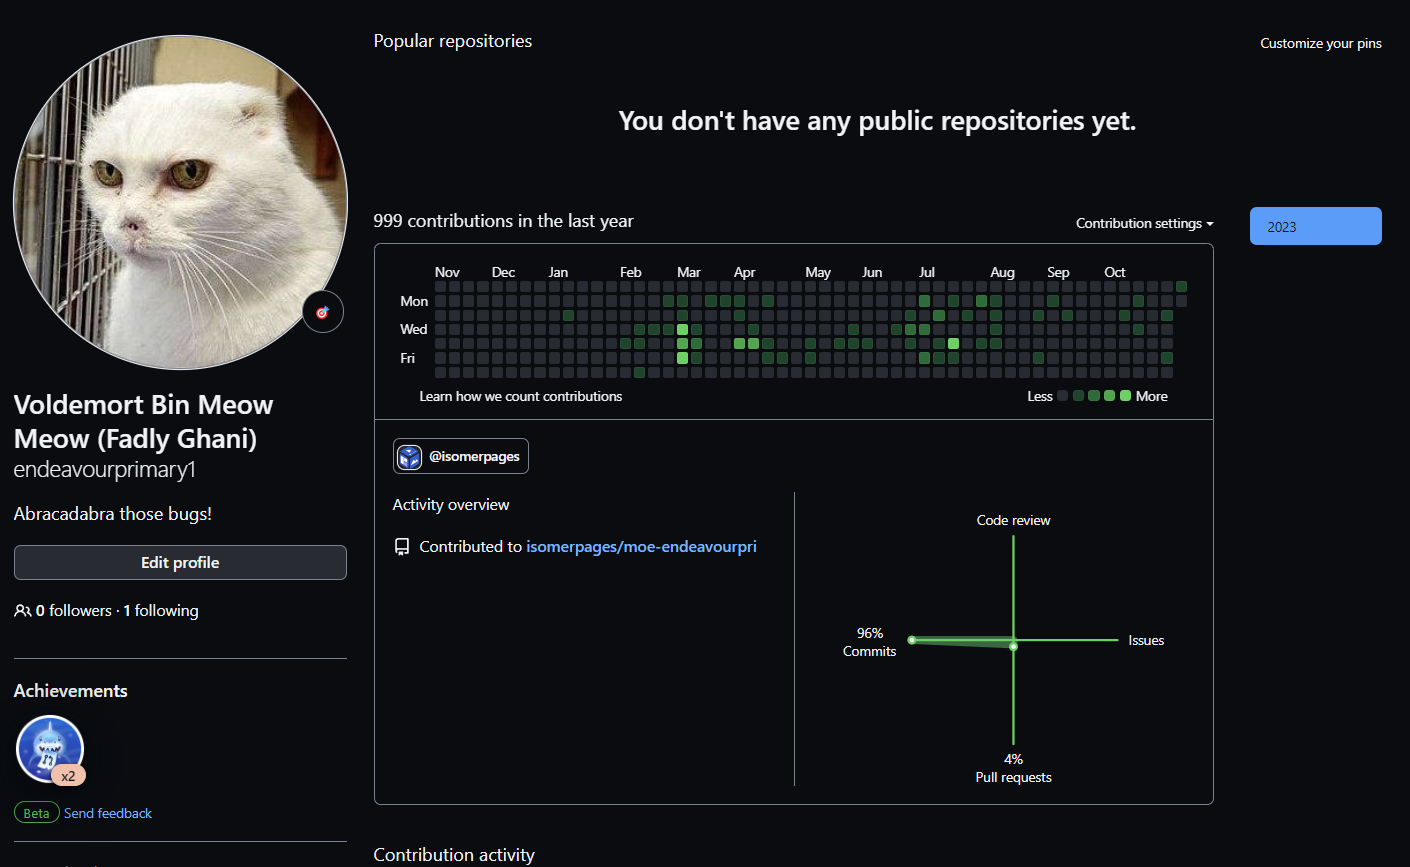 Popular repositories
Customize your pins
You don't have any public repositories yet.
999 contributions in the last year
Contribution settings
2023
Nov Dec Jan Feb Mar Apr May Jun Jul Aug Sep Oct
Mon
Wed
Fri
Learn how we count contributions
Less
More
Voldemort Bin Meow
Meow (Fadly Ghani)
endeavourprimary1
Abracadabra those bugs!
Edit profile
0 followers · 1 following
Achievements
x2
Beta Send feedback
@isomerpages
Activity overview
Contributed to isomerpages/moe-endeavourpri
Code review
96%
Commits
Issues
4%
Pull requests
Contribution activity